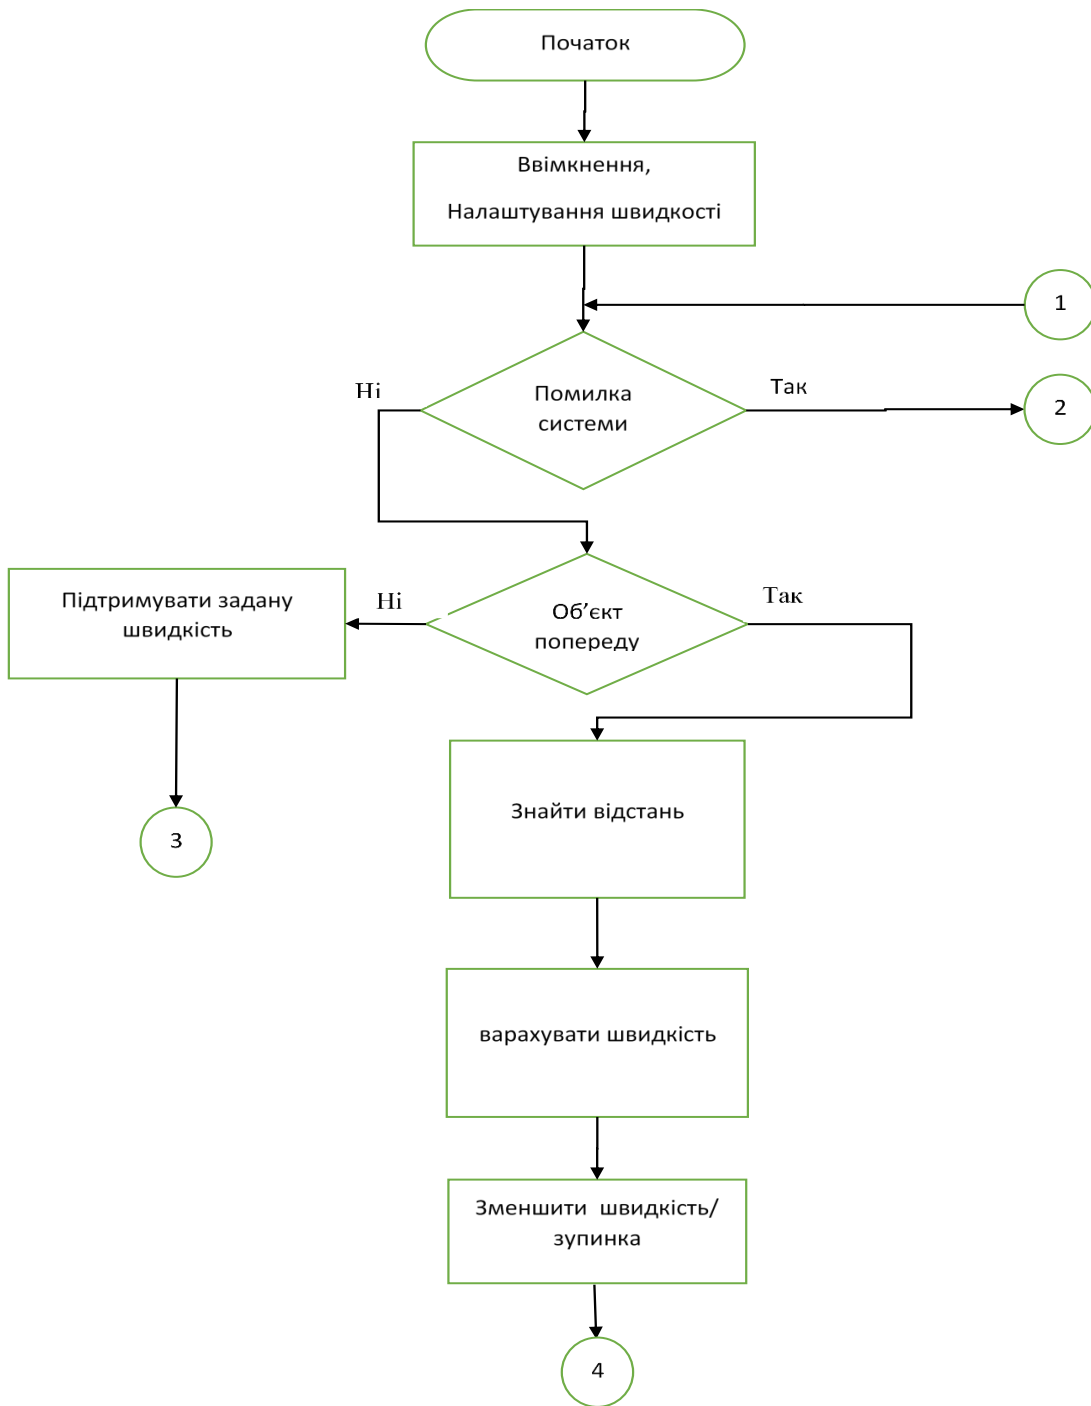 Початок
Ввімкнення,
Налаштування швидкості
1
Ні
Помилка
системи
Так
2
Підтримувати задану
швидкість
Ні
Об’єкт
попереду
Так
Знайти відстань
3
варахувати швидкість
Зменшити  швидкість/
зупинка
4